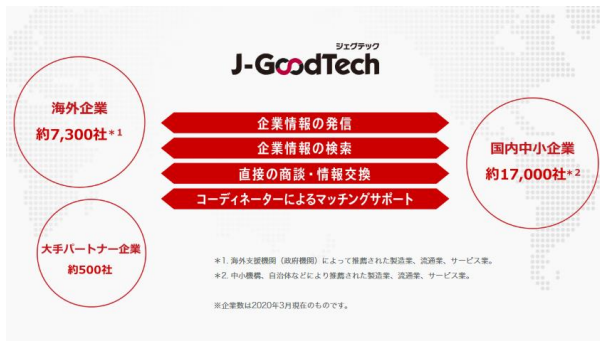 ジェグテック
J-GoodTech
海外企業
約7,300社*1
企業情報の発信
企業情報の検索
直接の商談・情報交換
コーディネーターによるマッチングサポート
国内中小企業
約17,000社*2
大手パートナー企業
約500社
*1. 海外支援機関（政府機関）によって推薦された製造業、流通業、サービス業。
*2. 中小機構、自治体などにより推薦された製造業、流通業、サービス業。
※企業数は2020年3月現在のものです。